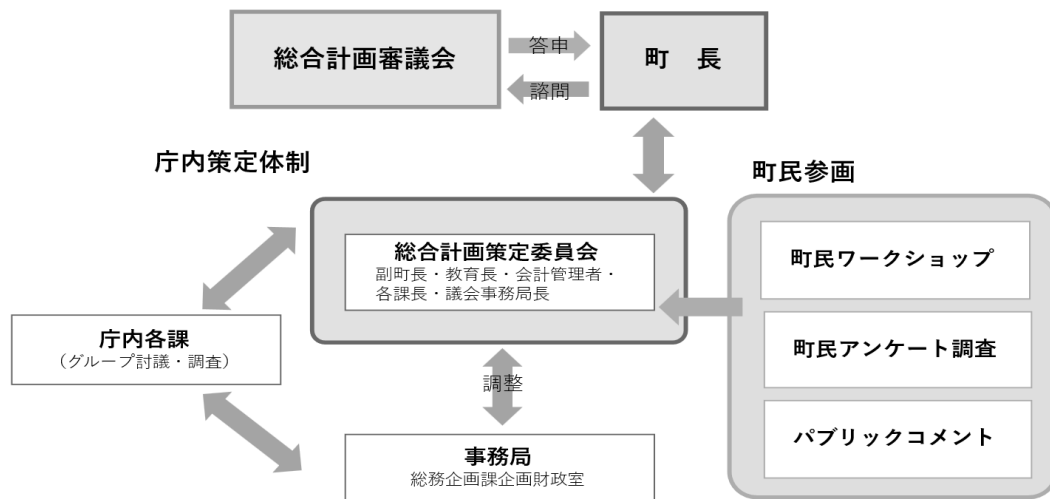 総合計画審議会
答申
諮問
町　長
庁内策定体制
町民参画
総合計画策定委員会
副町長・教育長・会計管理者・
各課長・議会事務局長
町民ワークショップ
町民アンケート調査
パブリックコメント
庁内各課
（グループ討議・調査）
調整
事務局
総務企画課企画財政室